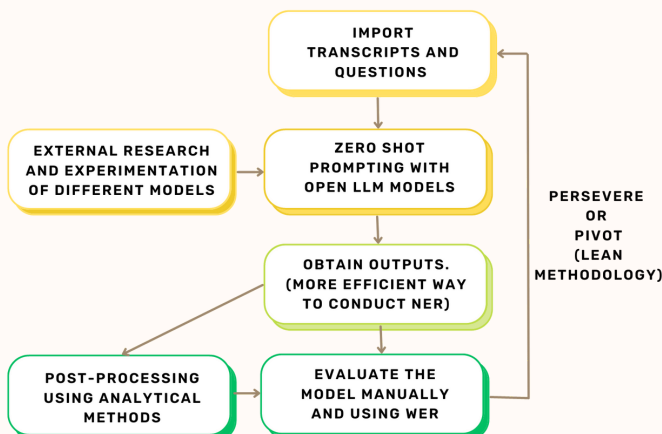 IMPORT
TRANSCRIPTS AND
QUESTIONS
EXTERNAL RESEARCH
AND EXPERIMENTATION
OF DIFFERENT MODELS
ZERO SHOT
PROMPTING WITH
OPEN LLM MODELS
PERSEVERE
OR
PIVOT
(LEAN
METHODOLOGY)
OBTAIN OUTPUTS.
(MORE EFFICIENT WAY
TO CONDUCT NER)
POST-PROCESSING
USING ANALYTICAL
METHODS
EVALUATE THE
MODEL MANUALLY
AND USING WER